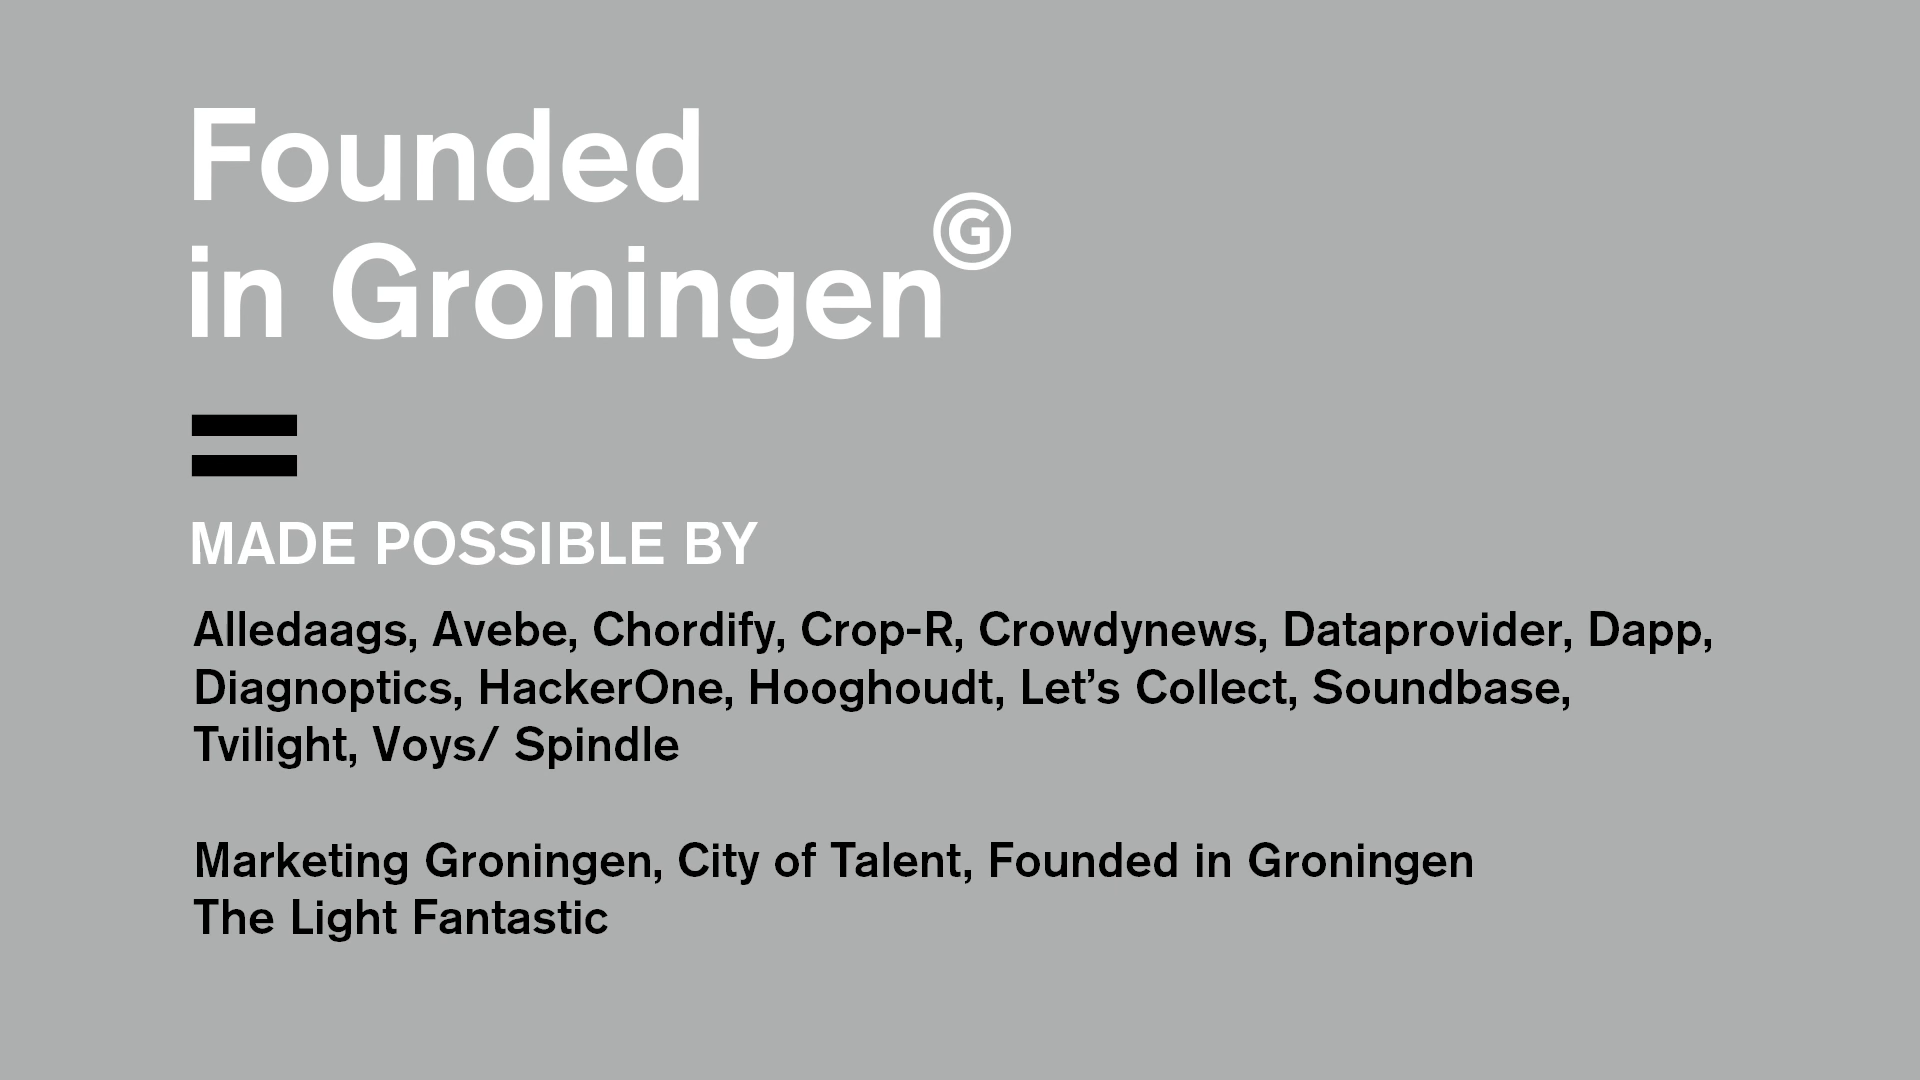 Founded
in Groningen
G
=
MADE POSSIBLE BY
Alledaags, Avebe, Chordify, Crop-R, Crowdynews, Dataprovider, Dapp,
Diagnoptics, HackerOne, Hooghoudt, Let’s Collect, Soundbase,
Tvilight, Voys/ Spindle
Marketing Groningen, City of Talent, Founded in Groningen
The Light Fantastic